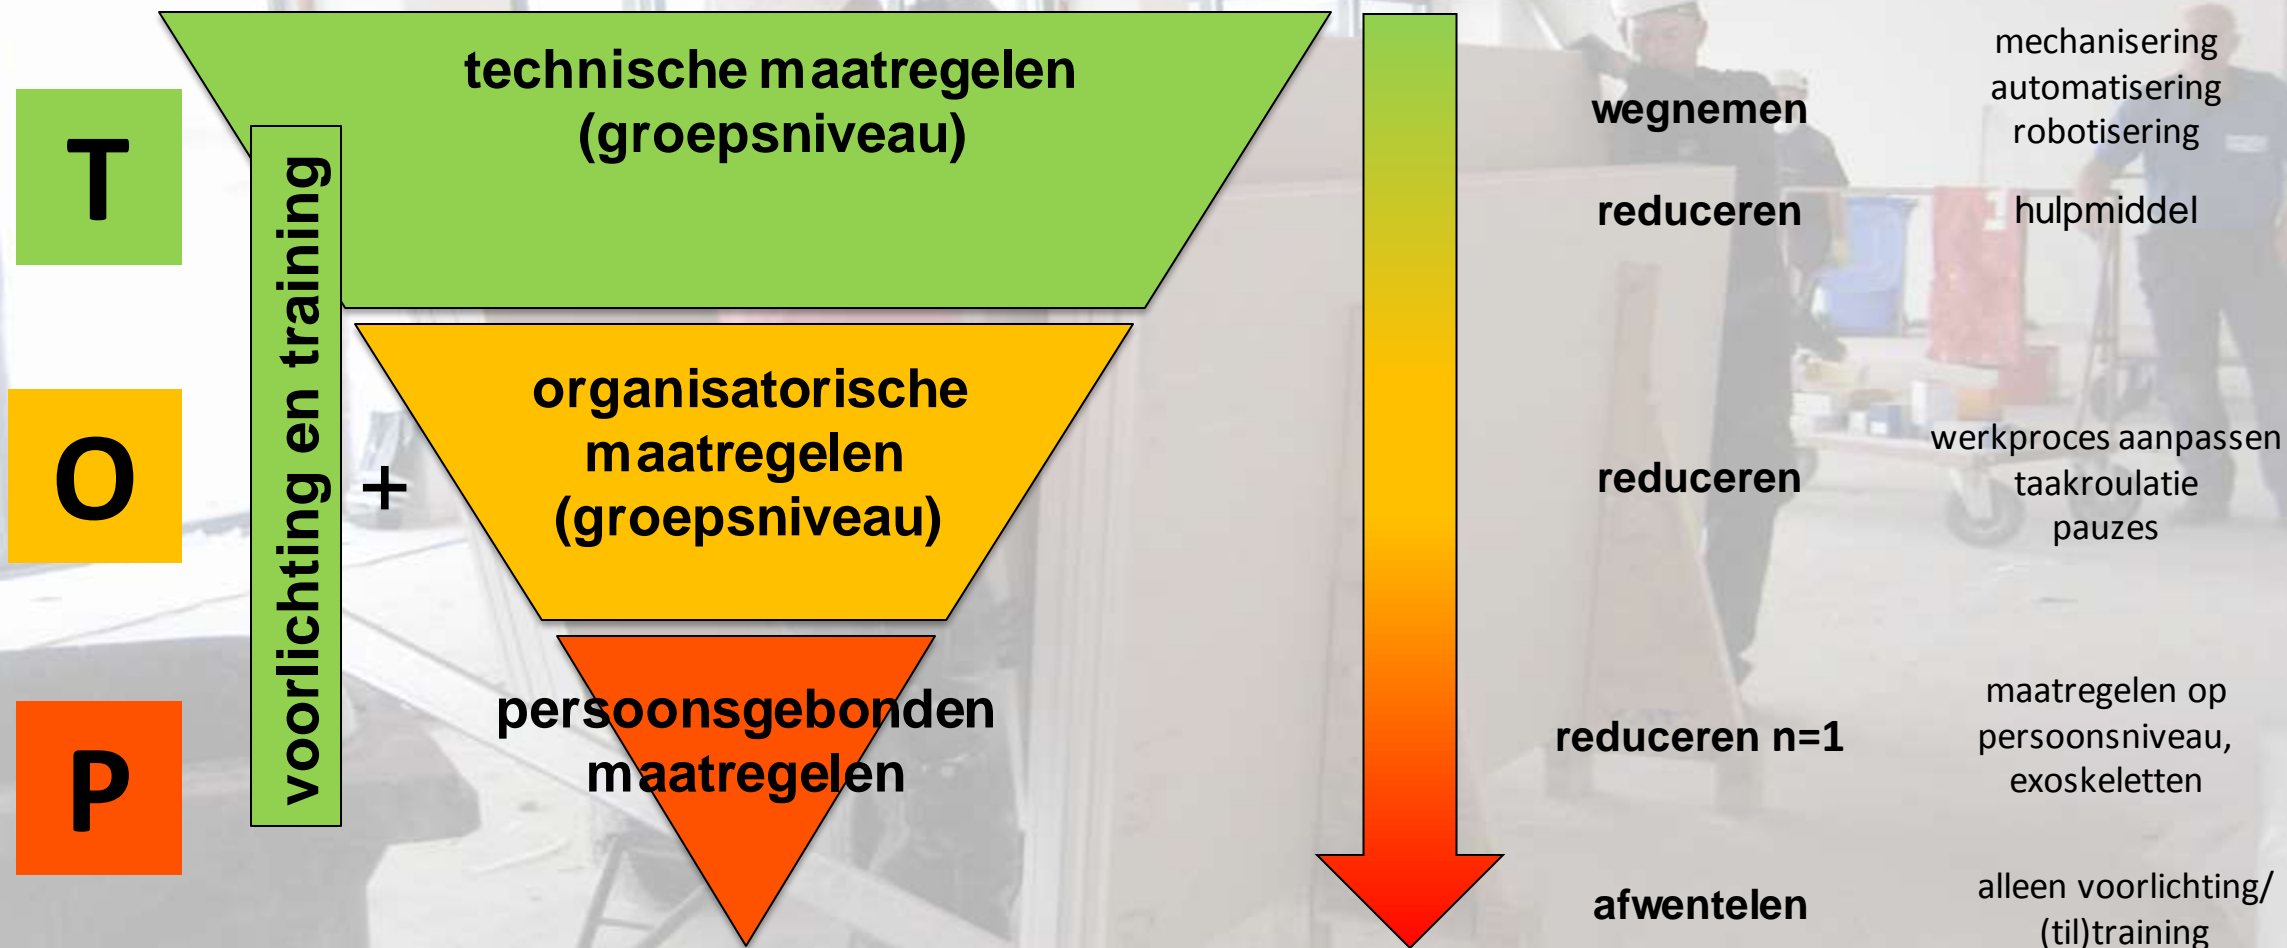 T
O
P
voorlichting en training
+
technische maatregelen
(groepsniveau)
organisatorische
maatregelen
(groepsniveau)
persoonsgebonden
maatregelen
wegnemen
mechanisering
automatisering
robotisering
reduceren
hulpmiddel
reduceren
werkproces aanpassen
taakroulatie
pauzes
reduceren n=1
maatregelen op
persoonsniveau,
exoskeletten
afwentelen
alleen voorlichting/
(til)training